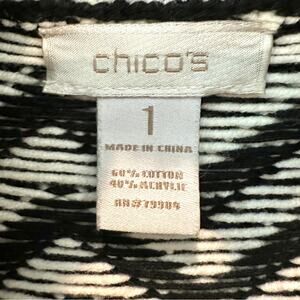 chico's
1
MADE IN CHINA
60% COTTON
40% ACRYLIC
RN#79984